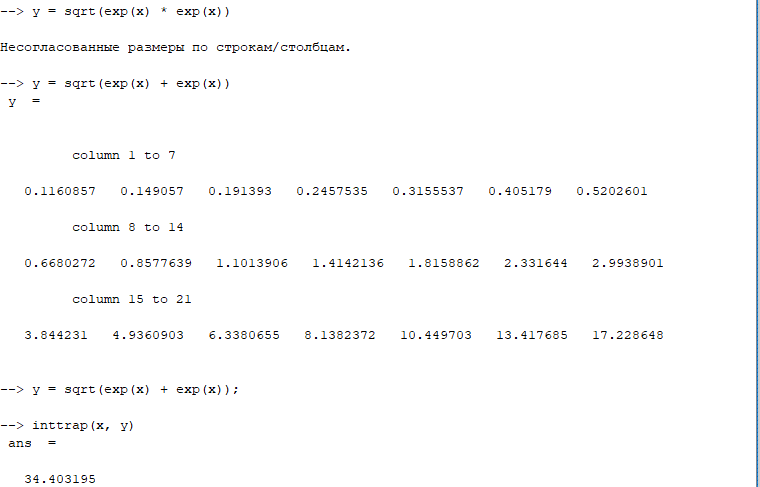 --> y = sqrt(exp(x) * exp(x))
Несогласованные размеры по строкам/столбцам.
--> y = sqrt(exp(x) + exp(x))
y =
column 1 to 7
0.1160857 0.149057 0.191393 0.2457535 0.3155537 0.405179 0.5202601
column 8 to 14
0.6680272 0.8577639 1.1013906 1.4142136 1.8158862 2.331644 2.9938901
column 15 to 21
3.844231 4.9360903 6.3380655 8.1382372 10.449703 13.417685 17.228648
--> y = sqrt(exp(x) + exp(x));
--> inttrap(x, y)
ans =
34.403195